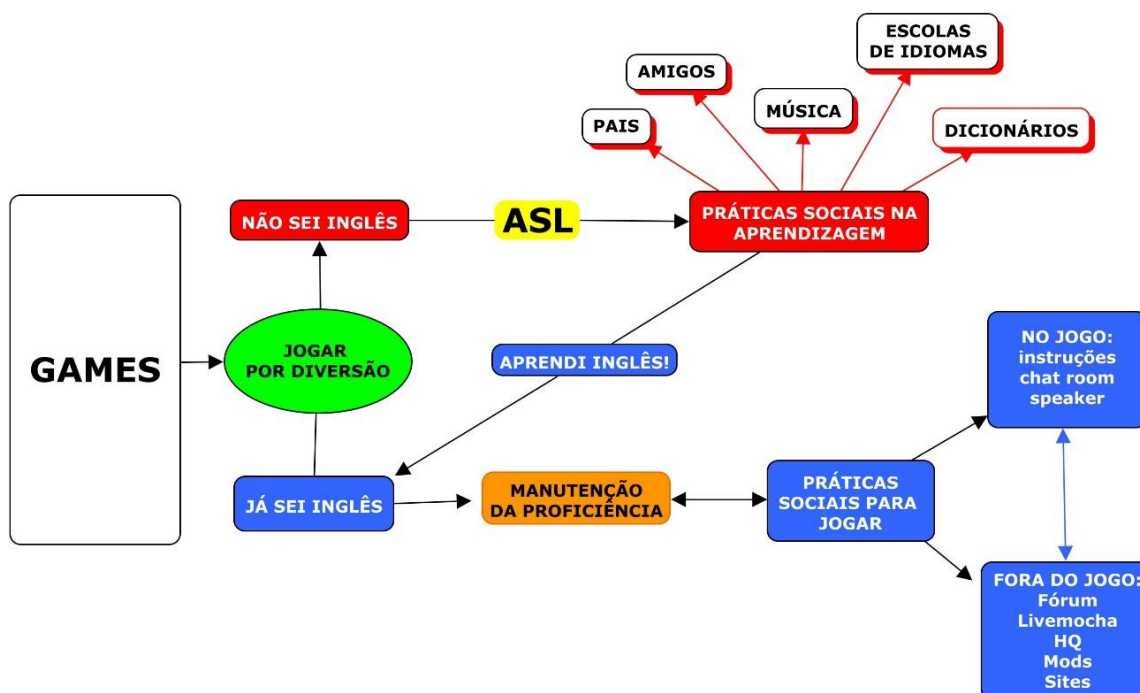 ESCOLAS
DE IDIOMAS
AMIGOS
MÚSICA
PAIS
DICIONÁRIOS
NÃO SEI INGLÊS
ASL
PRÁTICAS SOCIAIS NA
APRENDIZAGEM
GAMES
JOGAR
POR DIVERSÃO
APRENDI INGLÊS!
NO JOGO:
instruções
chat room
speaker
JÁ SEI INGLÊS
MANUTENÇÃO
DA PROFICIÊNCIA
PRÁTICAS
SOCIAIS PARA
JOGAR
FORA DO JOGO:
Fórum
Livemocha
HQ
Mods
Sites